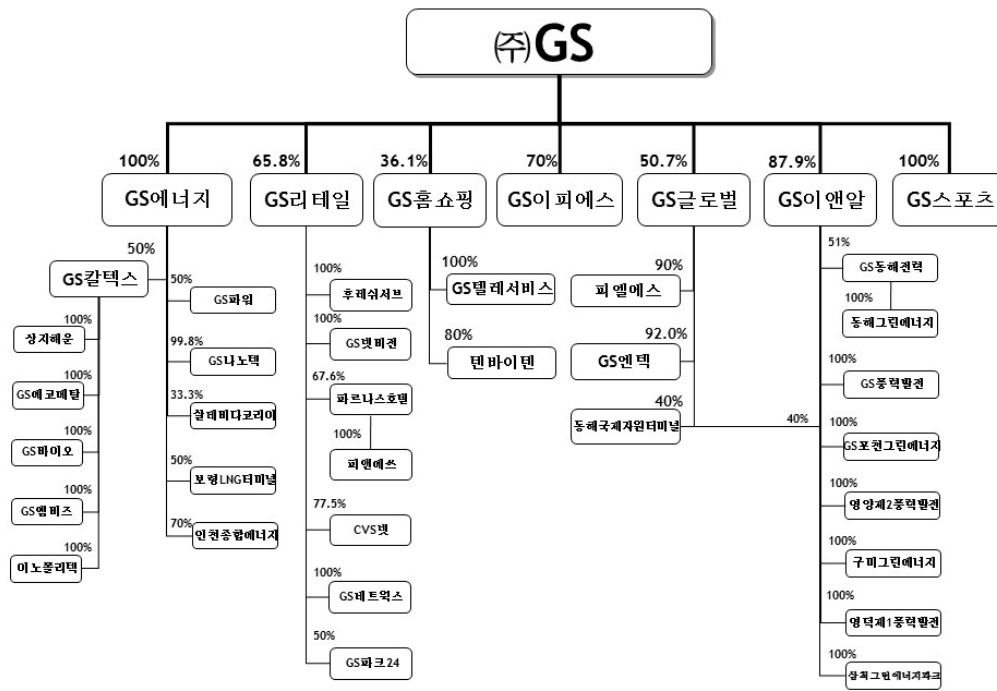 ㈜GS
100%
65.8%
36.1%
70%
50.7%
87.9%
100%
GS에너지
GS리테일
GS홈쇼핑
GS이피에스
GS글로벌
GS이앤알
GS스포츠
50%
GS칼텍스
100%
상지해운
100%
GS에코메탈
100%
GS바이오
100%
GS엠비즈
100%
이노폴리텍
50%
GS파워
99.8%
GS나노텍
33.3%
살데비다코리아
50%
보령LNG터미널
70%
인천종합에너지
100%
후레쉬서브
100%
GS넷비전
67.6%
파르나스호텔
100%
피앤에쓰
77.5%
CVS넷
100%
GS네트웍스
50%
GS파크24
100%
GS텔레서비스
80%
텐바이텐
90%
피엘에스
92.0%
GS엔텍
40%
동해국제자원터미널
40%
51%
GS동해전력
100%
동해그린에너지
100%
GS풍력발전
100%
GS포천그린에너지
100%
영양제2풍력발전
100%
구미그린에너지
100%
영덕제1풍력발전
100%